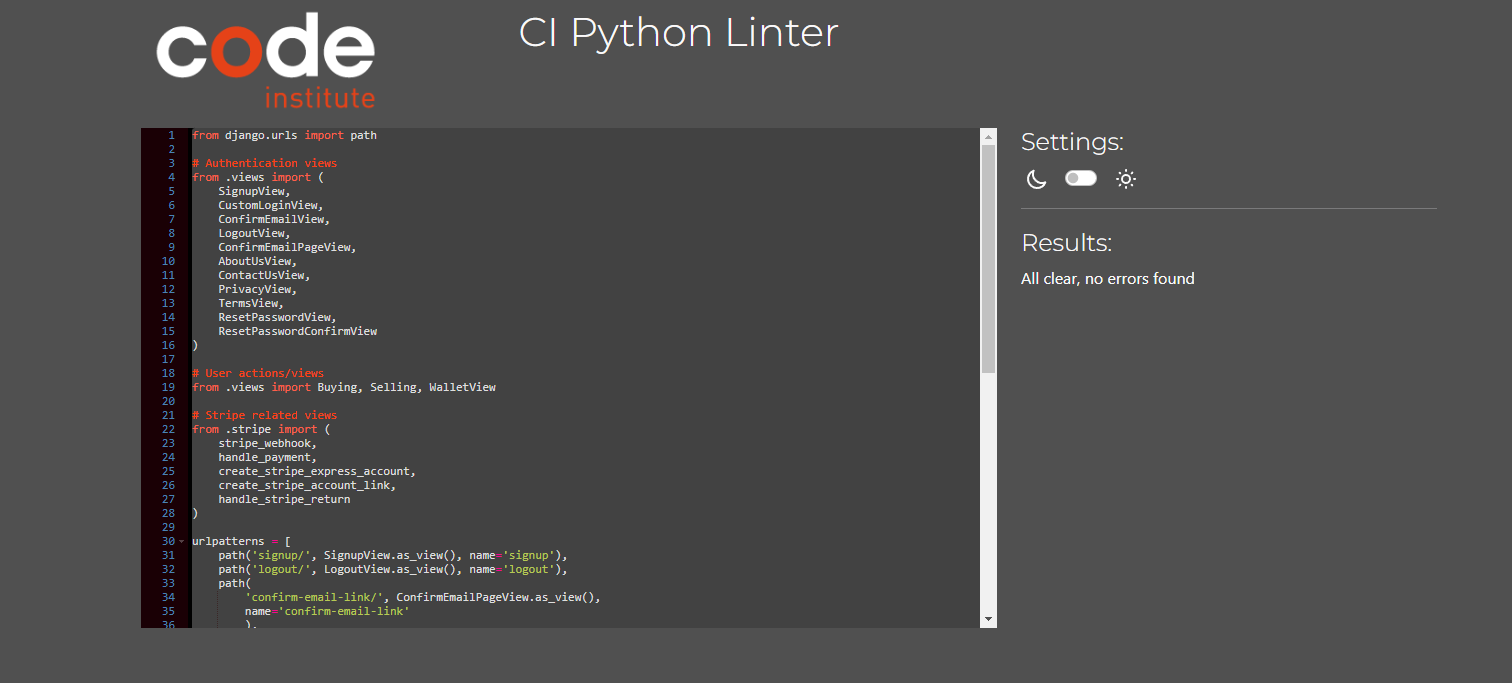 code
institute
CI Python Linter
1 from django.urls import path
2
3 # Authentication views
4 from .views import (
5     SignupView,
6     CustomLoginView,
7     ConfirmEmailView,
8     LogoutView,
9     ConfirmEmailPageView,
10     AboutUsView,
11     ContactUsView,
12     PrivacyView,
13     TermsView,
14     ResetPasswordView,
15     ResetPasswordConfirmView
16 )
17
18 # User actions/views
19 from .views import Buying, Selling, WalletView
20
21 # Stripe related views
22 from .stripe import (
23     stripe_webhook,
24     handle_payment,
25     create_stripe_express_account,
26     create_stripe_account_link,
27     handle_stripe_return
28 )
29
30 urlpatterns = [
31     path('signup/', SignupView.as_view(), name='signup'),
32     path('logout/', LogoutView.as_view(), name='logout'),
33     path(
34         'confirm-email-link/', ConfirmEmailPageView.as_view(),
35         name='confirm-email-link'
36         ),
Settings:
Results:
All clear, no errors found